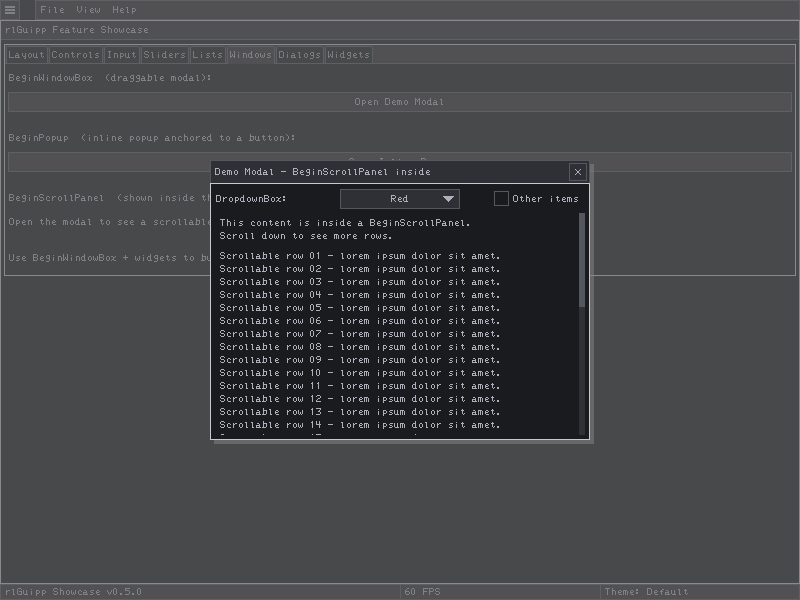 File View Help
rlGuipp Feature Showcase
Layout Controls Input Sliders Lists Windows Dialogs Widgets
BeginWindowBox (draggable modal):
Open Demo Modal
BeginPopup (inline popup anchored to a button):
Demo Modal - BeginScrollPanel inside
DropdownBox: Red Other items
BeginScrollPanel (shown inside
Open the modal to see a scrollable
Use BeginWindowBox + widgets to
This content is inside a BeginScrollPanel.
Scroll down to see more rows.
Scrollable row 01 - lorem ipsum dolor sit amet.
Scrollable row 02 - lorem ipsum dolor sit amet.
Scrollable row 03 - lorem ipsum dolor sit amet.
Scrollable row 04 - lorem ipsum dolor sit amet.
Scrollable row 05 - lorem ipsum dolor sit amet.
Scrollable row 06 - lorem ipsum dolor sit amet.
Scrollable row 07 - lorem ipsum dolor sit amet.
Scrollable row 08 - lorem ipsum dolor sit amet.
Scrollable row 09 - lorem ipsum dolor sit amet.
Scrollable row 10 - lorem ipsum dolor sit amet.
Scrollable row 11 - lorem ipsum dolor sit amet.
Scrollable row 12 - lorem ipsum dolor sit amet.
Scrollable row 13 - lorem ipsum dolor sit amet.
Scrollable row 14 - lorem ipsum dolor sit amet.
rlGuipp Showcase v0.5.0
60 FPS
Theme: Default